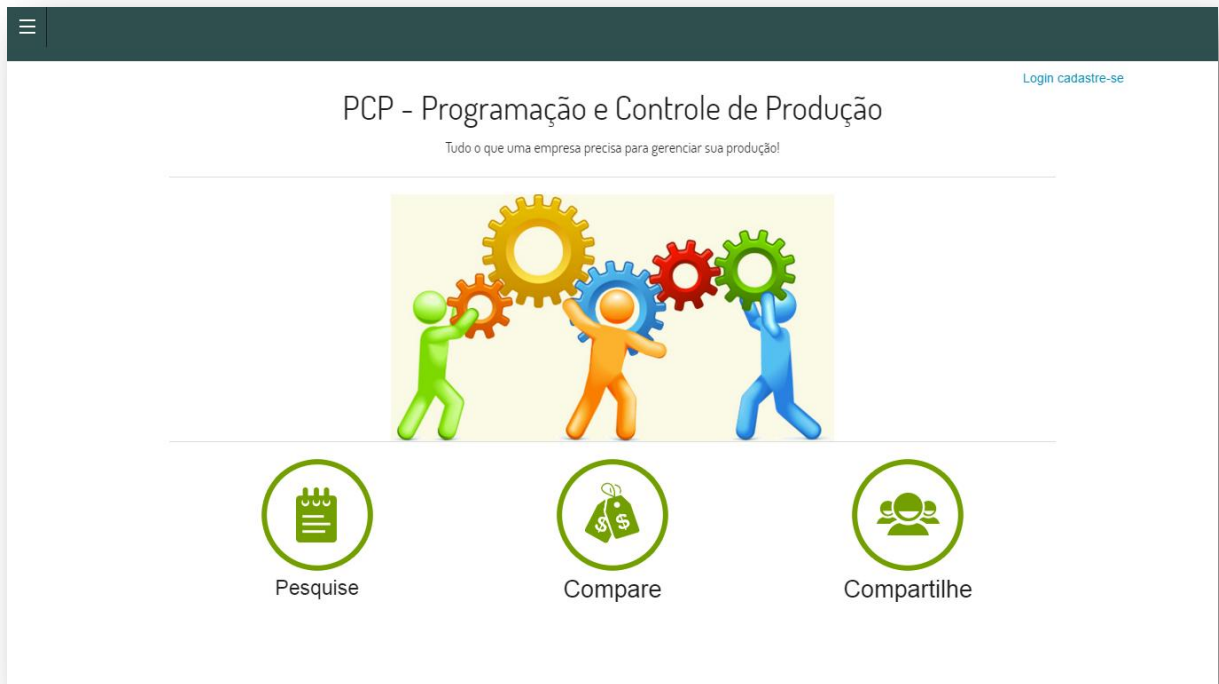 Login cadastre-se
PCP - Programação e Controle de Produção
Tudo o que uma empresa precisa para gerenciar sua produção!
$ $
Pesquise
Compare
Compartilhe